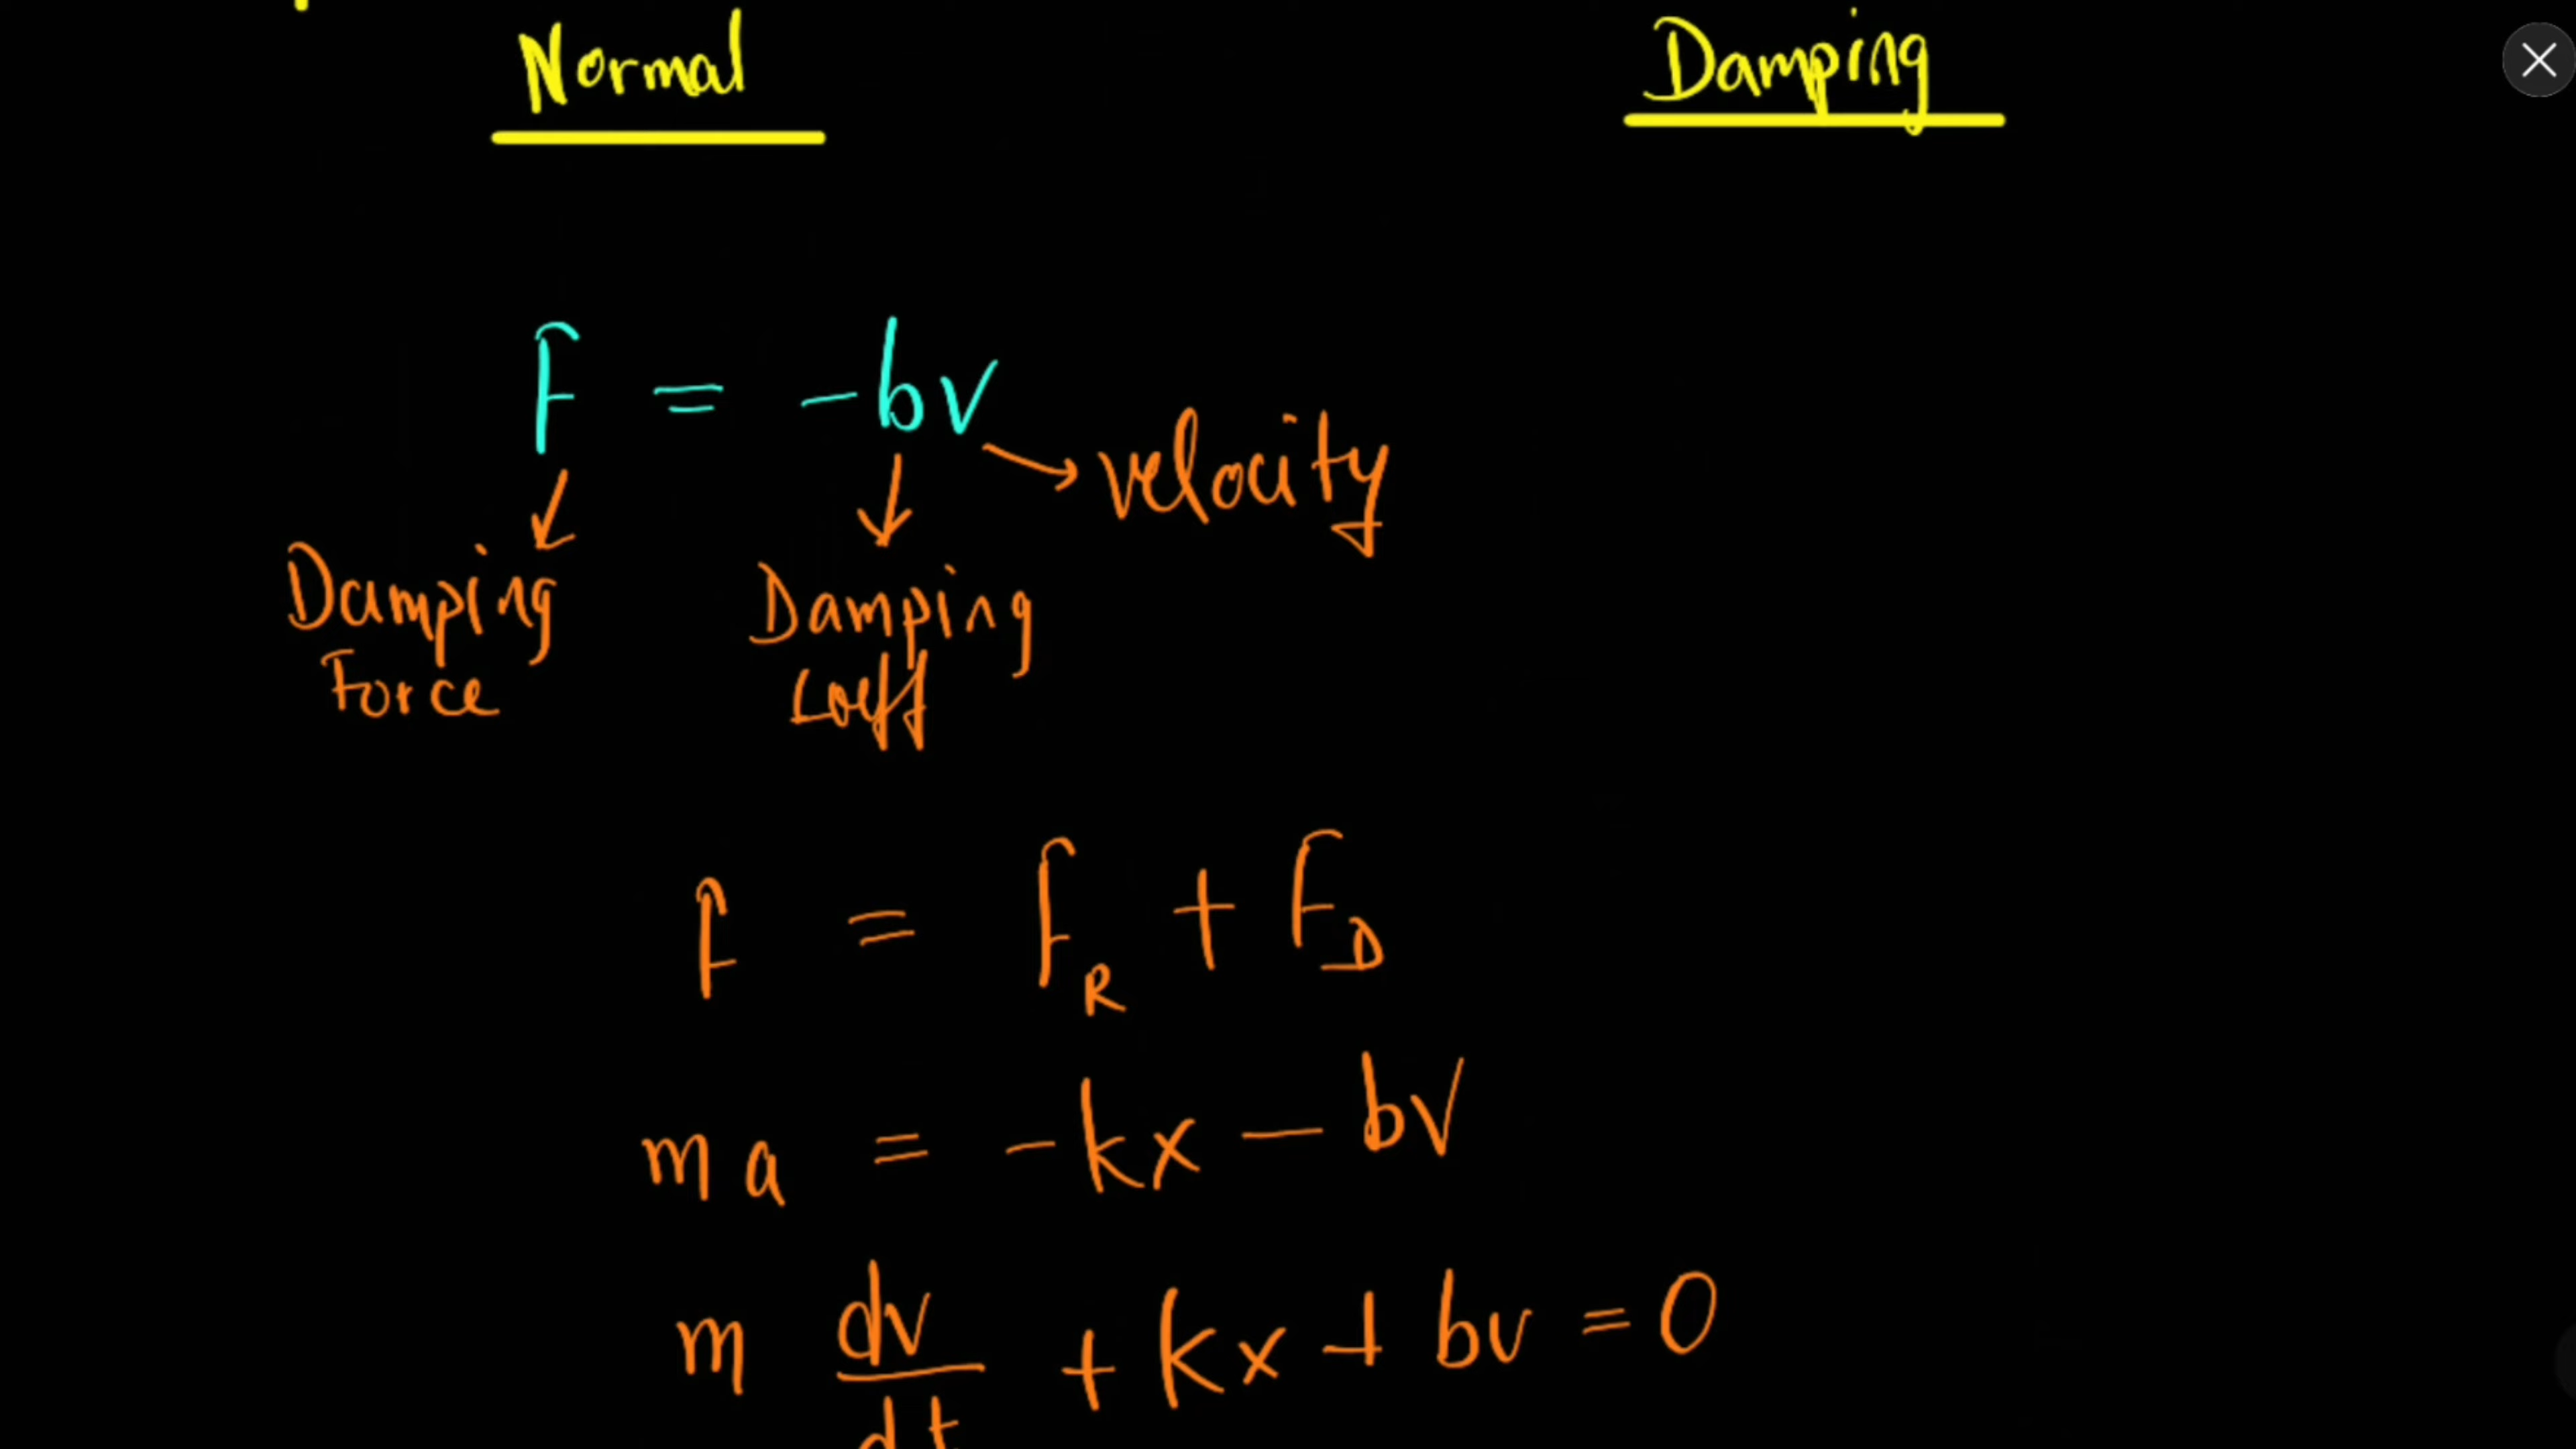 Normal Damping
F = -bv
velocity
Damping Force
Damping Coeff
F = F_R + F_D
ma = -kx - bv
m dv/dt + kx + bv = 0